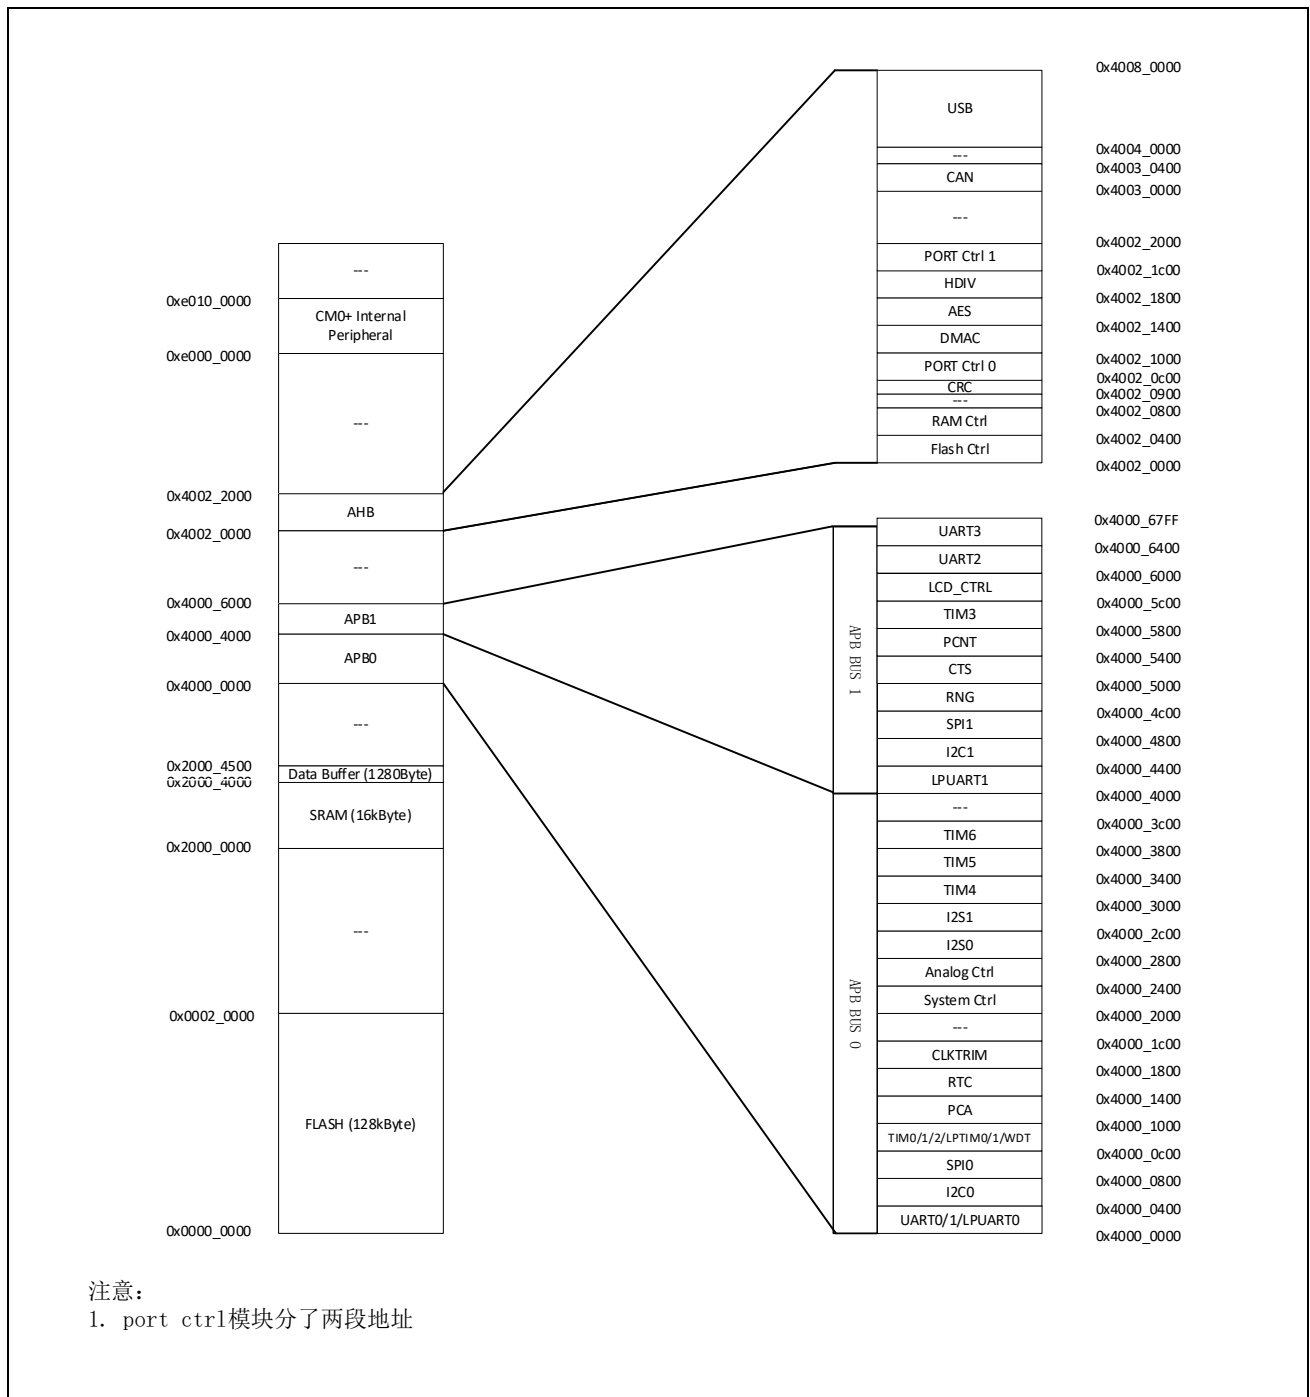 0xe010_0000
0xe000_0000
0x4002_2000
0x4002_0000
0x4000_6000
0x4000_4000
0x4000_0000
0x2000_4500
0x2000_4000
0x2000_0000
0x0002_0000
0x0000_0000
---
CM0+ Internal
Peripheral
---
AHB
---
APB1
APB0
---
Data Buffer (1280Byte)
SRAM (16kByte)
---
FLASH (128kByte)
USB
---
CAN
---
PORT Ctrl 1
HDIV
AES
DMAC
PORT Ctrl 0
CRC
---
RAM Ctrl
Flash Ctrl
0x4008_0000
0x4004_0000
0x4003_0400
0x4003_0000
0x4002_2000
0x4002_1c00
0x4002_1800
0x4002_1400
0x4002_1000
0x4002_0c00
0x4002_0900
0x4002_0800
0x4002_0400
0x4002_0000
APB BUS 1
APB BUS 0
UART3
UART2
LCD_CTRL
TIM3
PCNT
CTS
RNG
SPI1
I2C1
LPUART1
---
TIM6
TIM5
TIM4
I2S1
I2S0
Analog Ctrl
System Ctrl
---
CLKTRIM
RTC
PCA
TIM0/1/2/LPTIM0/1/WDT
SPI0
I2C0
UART0/1/LPUART0
0x4000_67FF
0x4000_6400
0x4000_6000
0x4000_5c00
0x4000_5800
0x4000_5400
0x4000_5000
0x4000_4c00
0x4000_4800
0x4000_4400
0x4000_4000
0x4000_3c00
0x4000_3800
0x4000_3400
0x4000_3000
0x4000_2c00
0x4000_2800
0x4000_2400
0x4000_2000
0x4000_1c00
0x4000_1800
0x4000_1400
0x4000_1000
0x4000_0c00
0x4000_0800
0x4000_0400
0x4000_0000
注意：
1. port ctrl模块分了两段地址